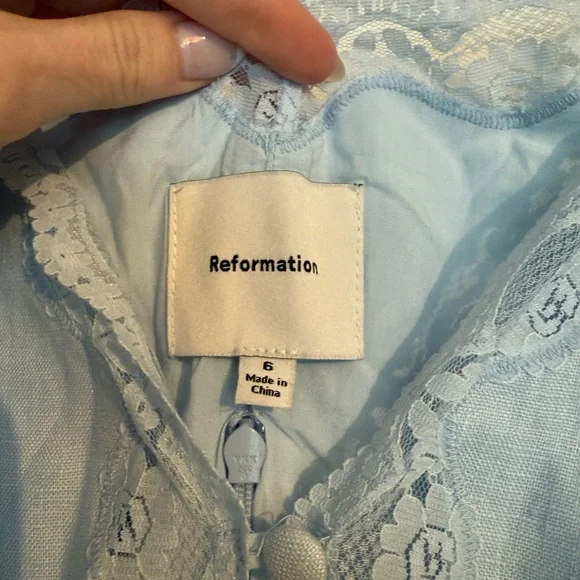 Reformation
6
Made in
China